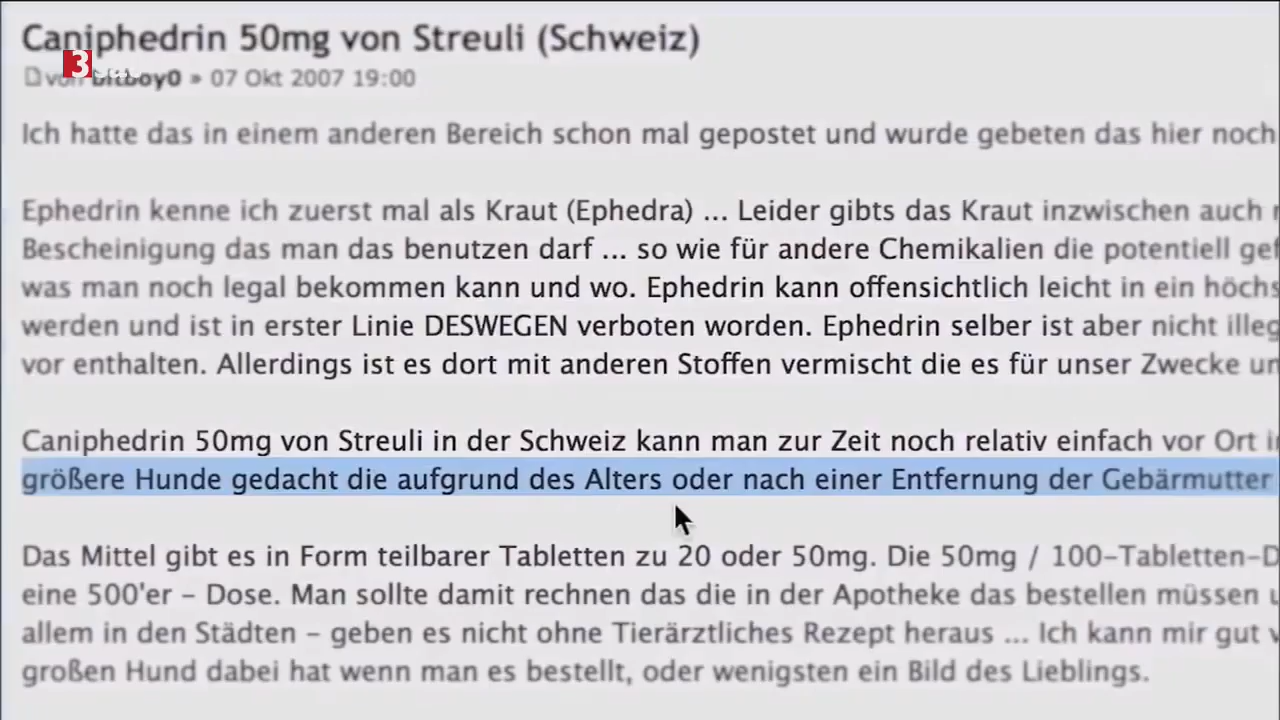 Caniphedrin 50mg von Streuli (Schweiz)
3sat
von bitboy0 » 07 Okt 2007 19:00
Ich hatte das in einem anderen Bereich schon mal gepostet und wurde gebeten das hier noch
Ephedrin kenne ich zuerst mal als Kraut (Ephedra) ... Leider gibts das Kraut inzwischen auch
Bescheinigung das man das benutzen darf ... so wie für andere Chemikalien die potentiell gef
was man noch legal bekommen kann und wo. Ephedrin kann offensichtlich leicht in ein höchs
werden und ist in erster Linie DESWEGEN verboten worden. Ephedrin selber ist aber nicht illeg
vor enthalten. Allerdings ist es dort mit anderen Stoffen vermischt die es für unser Zwecke un
Caniphedrin 50mg von Streuli in der Schweiz kann man zur Zeit noch relativ einfach vor Ort i
größere Hunde gedacht die aufgrund des Alters oder nach einer Entfernung der Gebärmutter
Das Mittel gibt es in Form teilbarer Tabletten zu 20 oder 50mg. Die 50mg / 100-Tabletten-D
eine 500'er - Dose. Man sollte damit rechnen das die in der Apotheke das bestellen müssen u
allem in den Städten - geben es nicht ohne Tierärztliches Rezept heraus ... Ich kann mir gut v
großen Hund dabei hat wenn man es bestellt, oder wenigsten ein Bild des Lieblings.